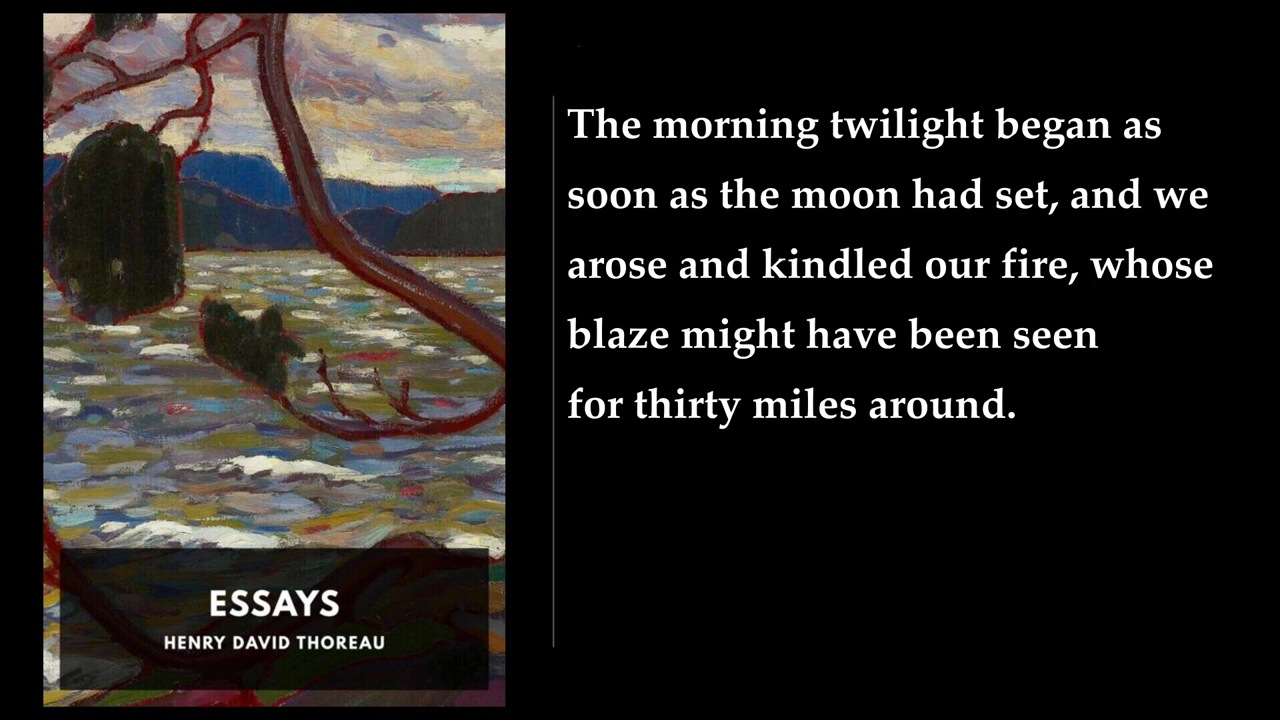 The morning twilight began as
soon as the moon had set, and we
arose and kindled our fire, whose
blaze might have been seen
for thirty miles around.
ESSAYS
HENRY DAVID THOREAU